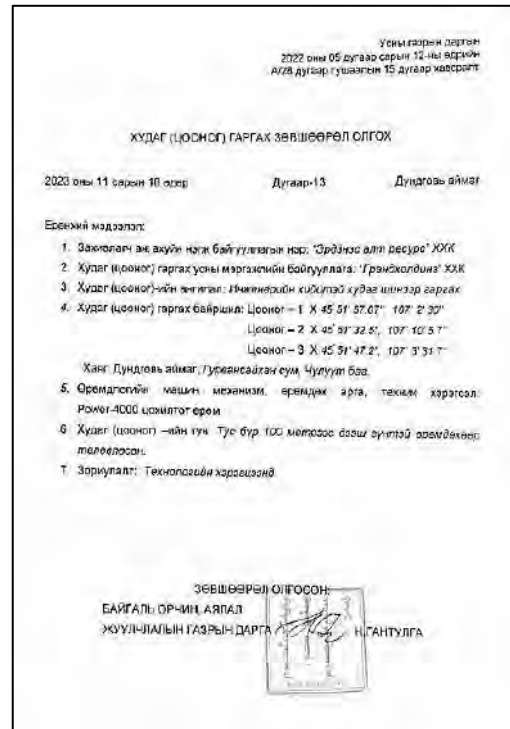 Усны газрын даргын
2022 оны 05 дугаар сарын 12-ны өдрийн
А/28 дугаар тушаалын 15 дугаар хавсралт
ХУДАГ (ЦООНОГ) ГАРГАХ ЗӨВШӨӨРӨЛ ОЛГОХ
2023 оны 11 сарын 16 өдөр Дугаар-13 Дундговь аймаг
Ерөнхий мэдээлэл:
1. Захиалагч аж ахуйн нэгж байгууллагын нэр: "Эрдэнэс алт ресурс" ХХК
2. Худаг (цооног) гаргах усны мэргэжлийн байгууллага: "Грандхолдинг" ХХК
3. Худаг (цооног)-ийн ангилал: Инженерийн хийцтэй худаг шинээр гаргах
4. Худаг (цооног) гаргах байршил: Цооног – 1 X 45 51' 57.07" 107' 2' 30"
Цооног – 2 X 45 51' 32.5", 107' 10' 5.7"
Цооног – 3 X 45 51' 47.2", 107' 3' 31.7"
Хаяг: Дундговь аймаг, Гурвансайхан сум, Чулуут баг.
5. Өрөмдлөгийн машин механизм, өрөмдөх арга, техник хэрэгсэл:
Power-4000 цохилтот өрөм
6. Худаг (цооног) –ийн гүн: Тус бүр 100 метрээс дээш гүнтэй өрөмдөхөөр
төлөвлөсөн.
7. Зориулалт: Технологийн хэрэгцээнд
ЗӨВШӨӨРӨЛ ОЛГОСОН:
БАЙГАЛЬ ОРЧИН, АЯЛАЛ
ЖУУЛЧЛАЛЫН ГАЗРЫН ДАРГА Н.ГАНТУЛГА